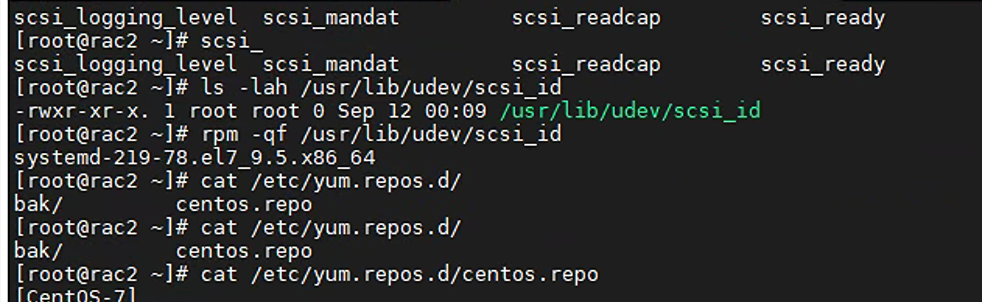 scsi_logging_level  scsi_mandat          scsi_readcap         scsi_ready
[root@rac2 ~]# scsi_
scsi_logging_level  scsi_mandat          scsi_readcap         scsi_ready
[root@rac2 ~]# ls -lah /usr/lib/udev/scsi_id
-rwxr-xr-x. 1 root root 0 Sep 12 00:09 /usr/lib/udev/scsi_id
[root@rac2 ~]# rpm -qf /usr/lib/udev/scsi_id
systemd-219-78.el7_9.5.x86_64
[root@rac2 ~]# cat /etc/yum.repos.d/
bak/         centos.repo
[root@rac2 ~]# cat /etc/yum.repos.d/
bak/         centos.repo
[root@rac2 ~]# cat /etc/yum.repos.d/centos.repo
[CentOS-7]